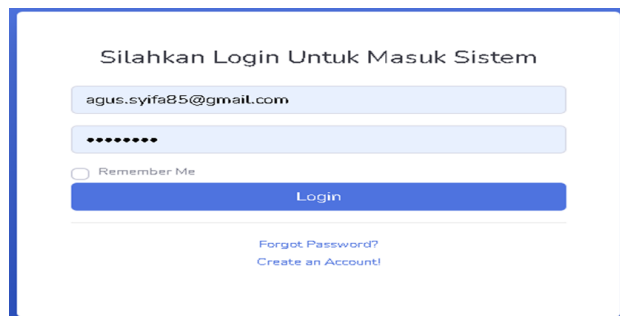 Silahkan Login Untuk Masuk Sistem
agus.syifa85@gmail.com
••••••••
Remember Me
Login
Forgot Password?
Create an Account!